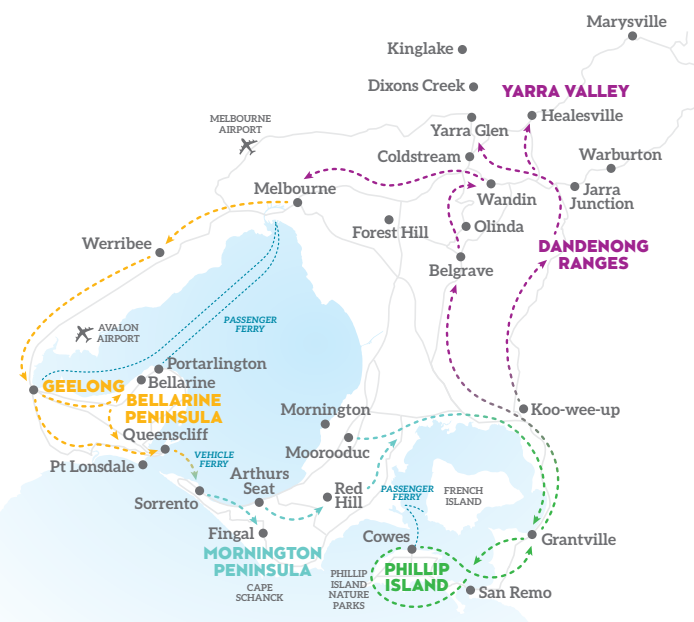 Marysville
Kinglake
Dixons Creek
YARRA VALLEY
MELBOURNE
AIRPORT
Healesville
Yarra Glen
Coldstream
Warburton
Melbourne
Wandin
Jarra
Junction
Forest Hill
Olinda
Werribee
DANDENONG
RANGES
Belgrave
PASSENGER
FERRY
AVALON
AIRPORT
Portarlington
GEELONG
Bellarine
BELLARINE
PENINSULA
Mornington
Koo-wee-up
Queenscliff
Moorooduc
Pt Lonsdale
VEHICLE
FERRY
Arthurs
Seat
Red
Hill
PASSENGER
FERRY
FRENCH
ISLAND
Sorrento
Fingal
Cowes
Grantville
MORNINGTON
PENINSULA
PHILLIP
ISLAND
PHILLIP
ISLAND
NATURE
PARKS
CAPE
SCHANCK
San Remo